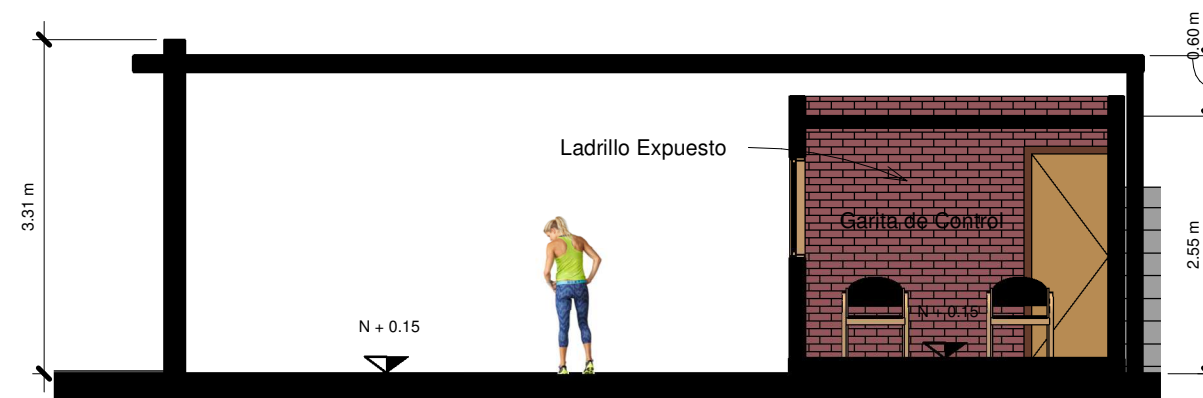 0.60 m
Ladrillo Expuesto
3.31 m
Garita de Control
2.55 m
N + 0.15
N + 0.15